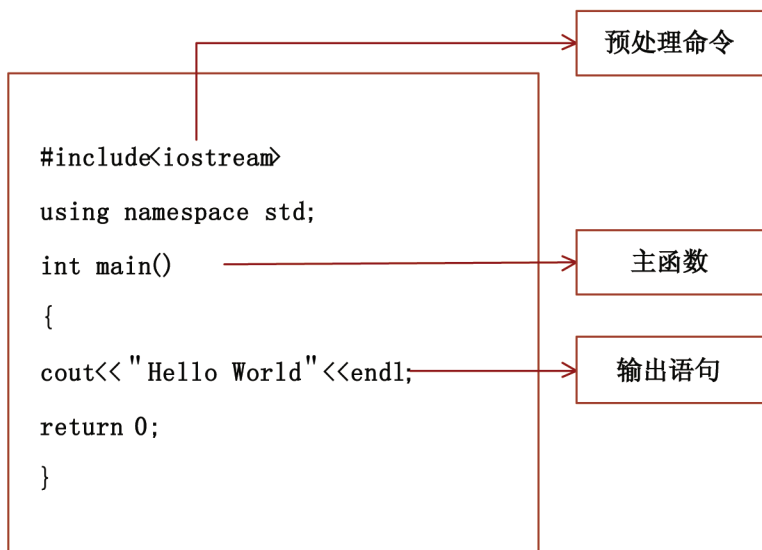 预处理命令
#include<iostream>
using namespace std;
int main()
主函数
{
cout<<"Hello World"<<endl;
输出语句
return 0;
}